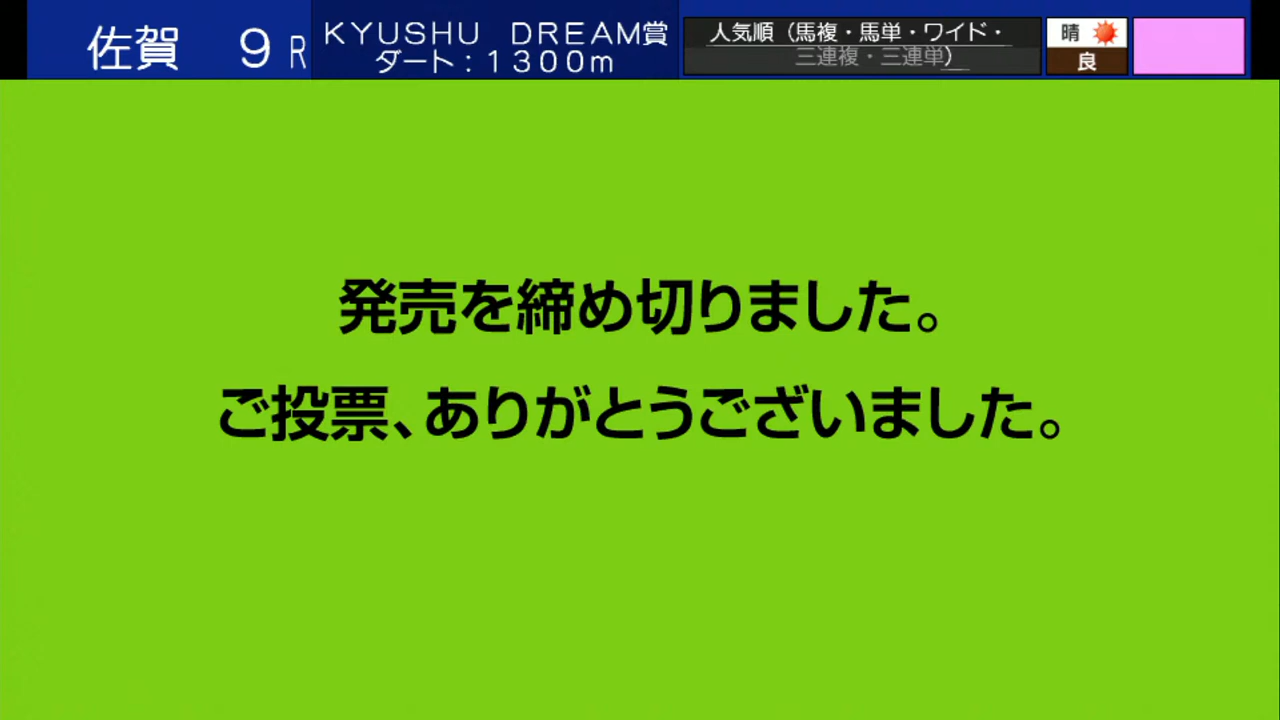 佐賀 9R
KYUSHU DREAM賞
ダート:1300m
人気順(馬複・馬単・ワイド・
三連複・三連単)
晴
良
発売を締め切りました。
ご投票、ありがとうございました。